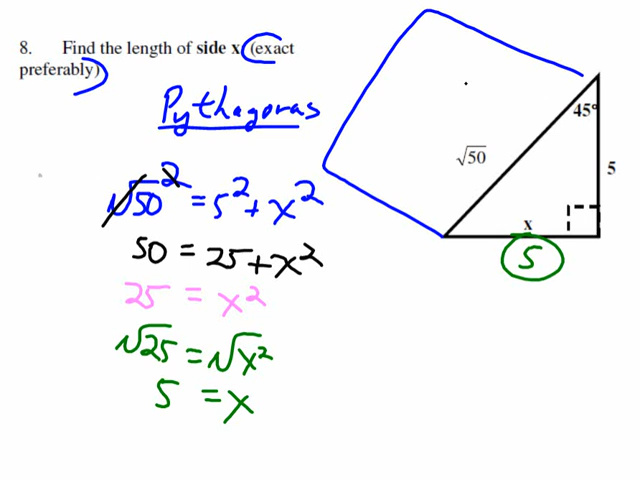 8. Find the length of side x (exact
preferably)
Pythagoras
√50² = 5² + x²
50 = 25 + x²
25 = x²
√25 = √x²
5 = x
45°
√50
5
x
5